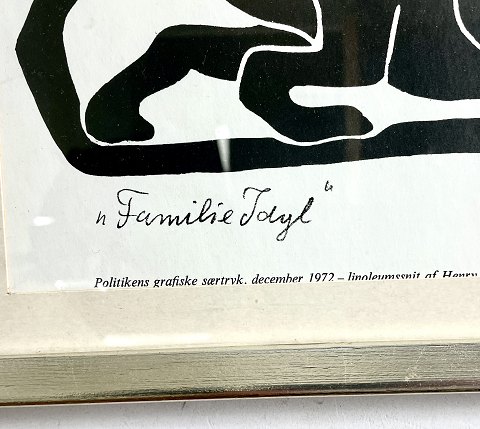 „Familie Idyl“
Politikens grafiske særtryk, december 1972 – linoleumssnit af Henry